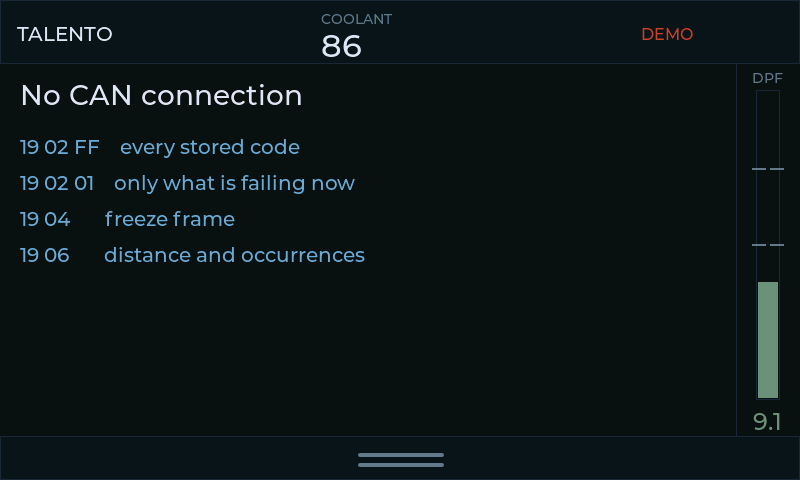 TALENTO
COOLANT
86
DEMO
DPF
No CAN connection
19 02 FF every stored code
19 02 01 only what is failing now
19 04 freeze frame
19 06 distance and occurrences
9.1